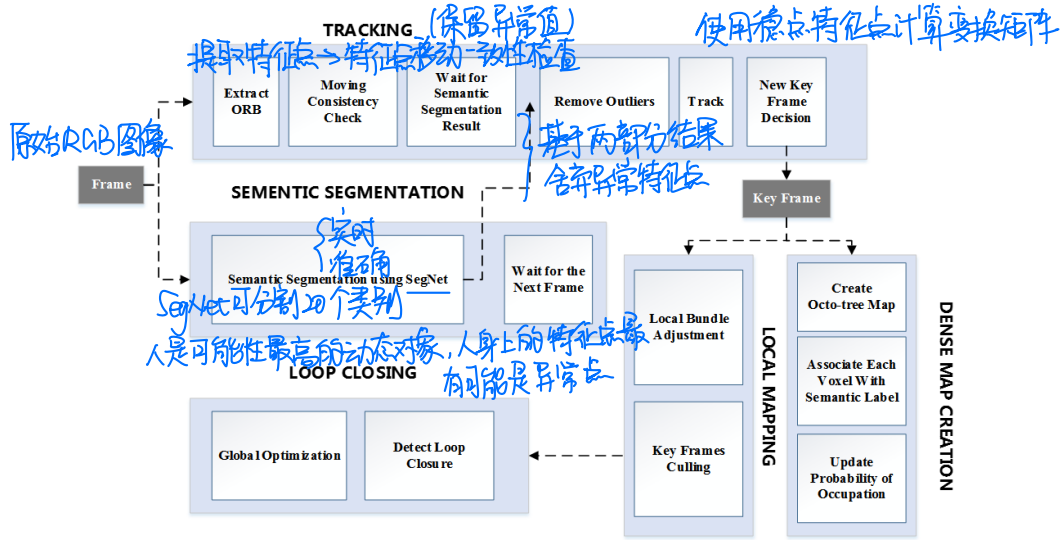 TRACKING
(保留异常值)
使用稳点特征点计算变换矩阵
提取特征点→特征点移动一致性检查
Extract
ORB
Moving
Consistency
Check
Wait for
Semantic
Segmentation
Result
Remove Outliers
Track
New Key
Frame
Decision
原始RGB图像
基于两部分结果
舍弃异常特征点
Frame
SEMENTIC SEGMENTATION
Key Frame
实时
准确
Semantic Segmentation using SegNet
Wait for the
Next Frame
SegNet可分割20个类别
人是可能性最高的动态对象,人身上的特征点最
有可能是异常点
Local Bundle
Adjustment
Key Frames
Culling
LOCAL MAPPING
Create
Octo-tree Map
Associate Each
Voxel With
Semantic Label
Update
Probability of
Occupation
DENSE MAP CREATION
LOOP CLOSING
Global Optimization
Detect Loop
Closure